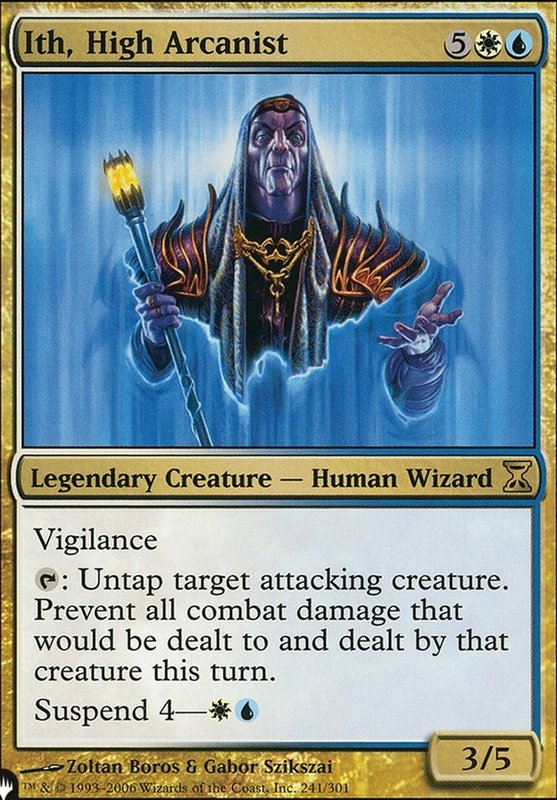 Ith, High Arcanist 5
Legendary Creature — Human Wizard
Vigilance
: Untap target attacking creature.
Prevent all combat damage that
would be dealt to and dealt by that
creature this turn.
Suspend 4—
Zoltan Boros & Gabor Szikszai
3/5
™ & © 1993–2006 Wizards of the Coast, Inc. 241/301